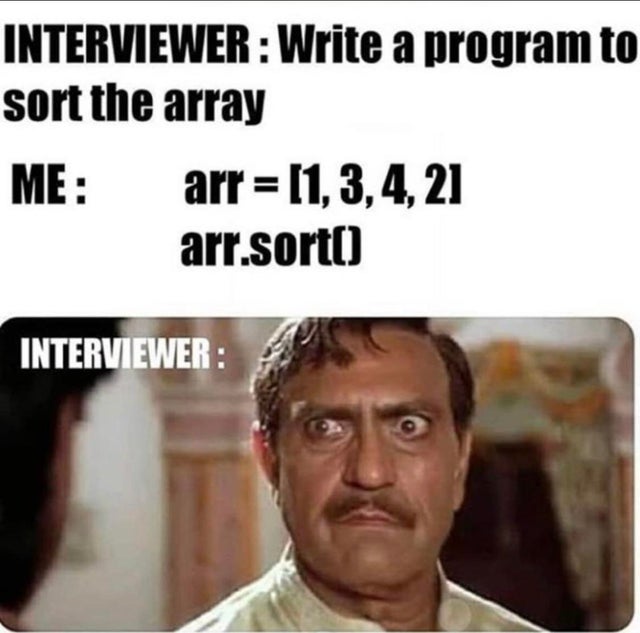 INTERVIEWER : Write a program to
sort the array
ME : arr = [1, 3, 4, 2]
arr.sort()
INTERVIEWER :